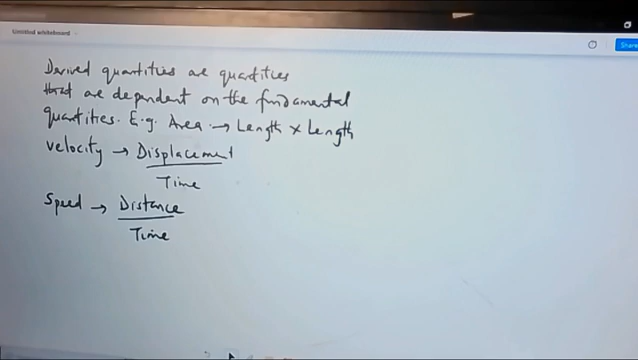 Untitled whiteboard
Share
Derived quantities are quantities
that are dependent on the fundamental
quantities. E.g. Area → Length × Length
velocity → Displacement
Time
Speed → Distance
Time